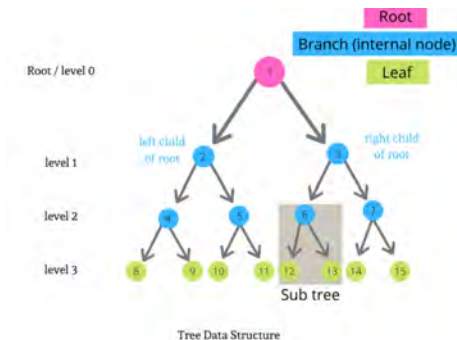 Root
Branch (internal node)
Leaf
Root / level 0
1
left child
of root
right child
of root
level 1
2
3
level 2
4
5
6
7
level 3
8
9
10
11
12
13
14
15
Sub tree
Tree Data Structure